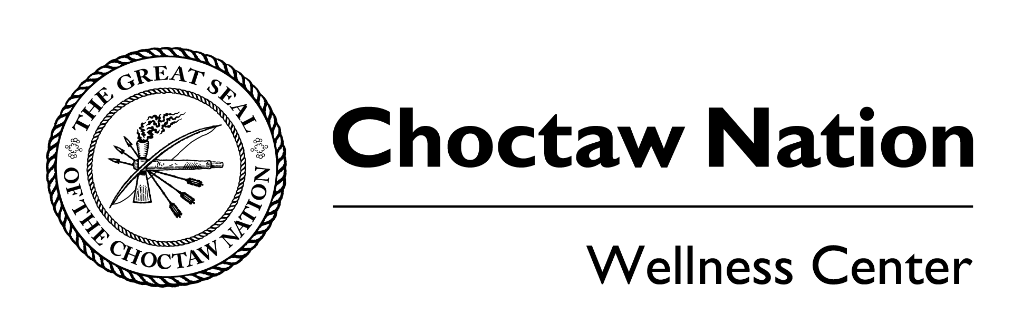 THE GREAT SEAL
OF THE CHOCTAW NATION
Choctaw Nation
Wellness Center